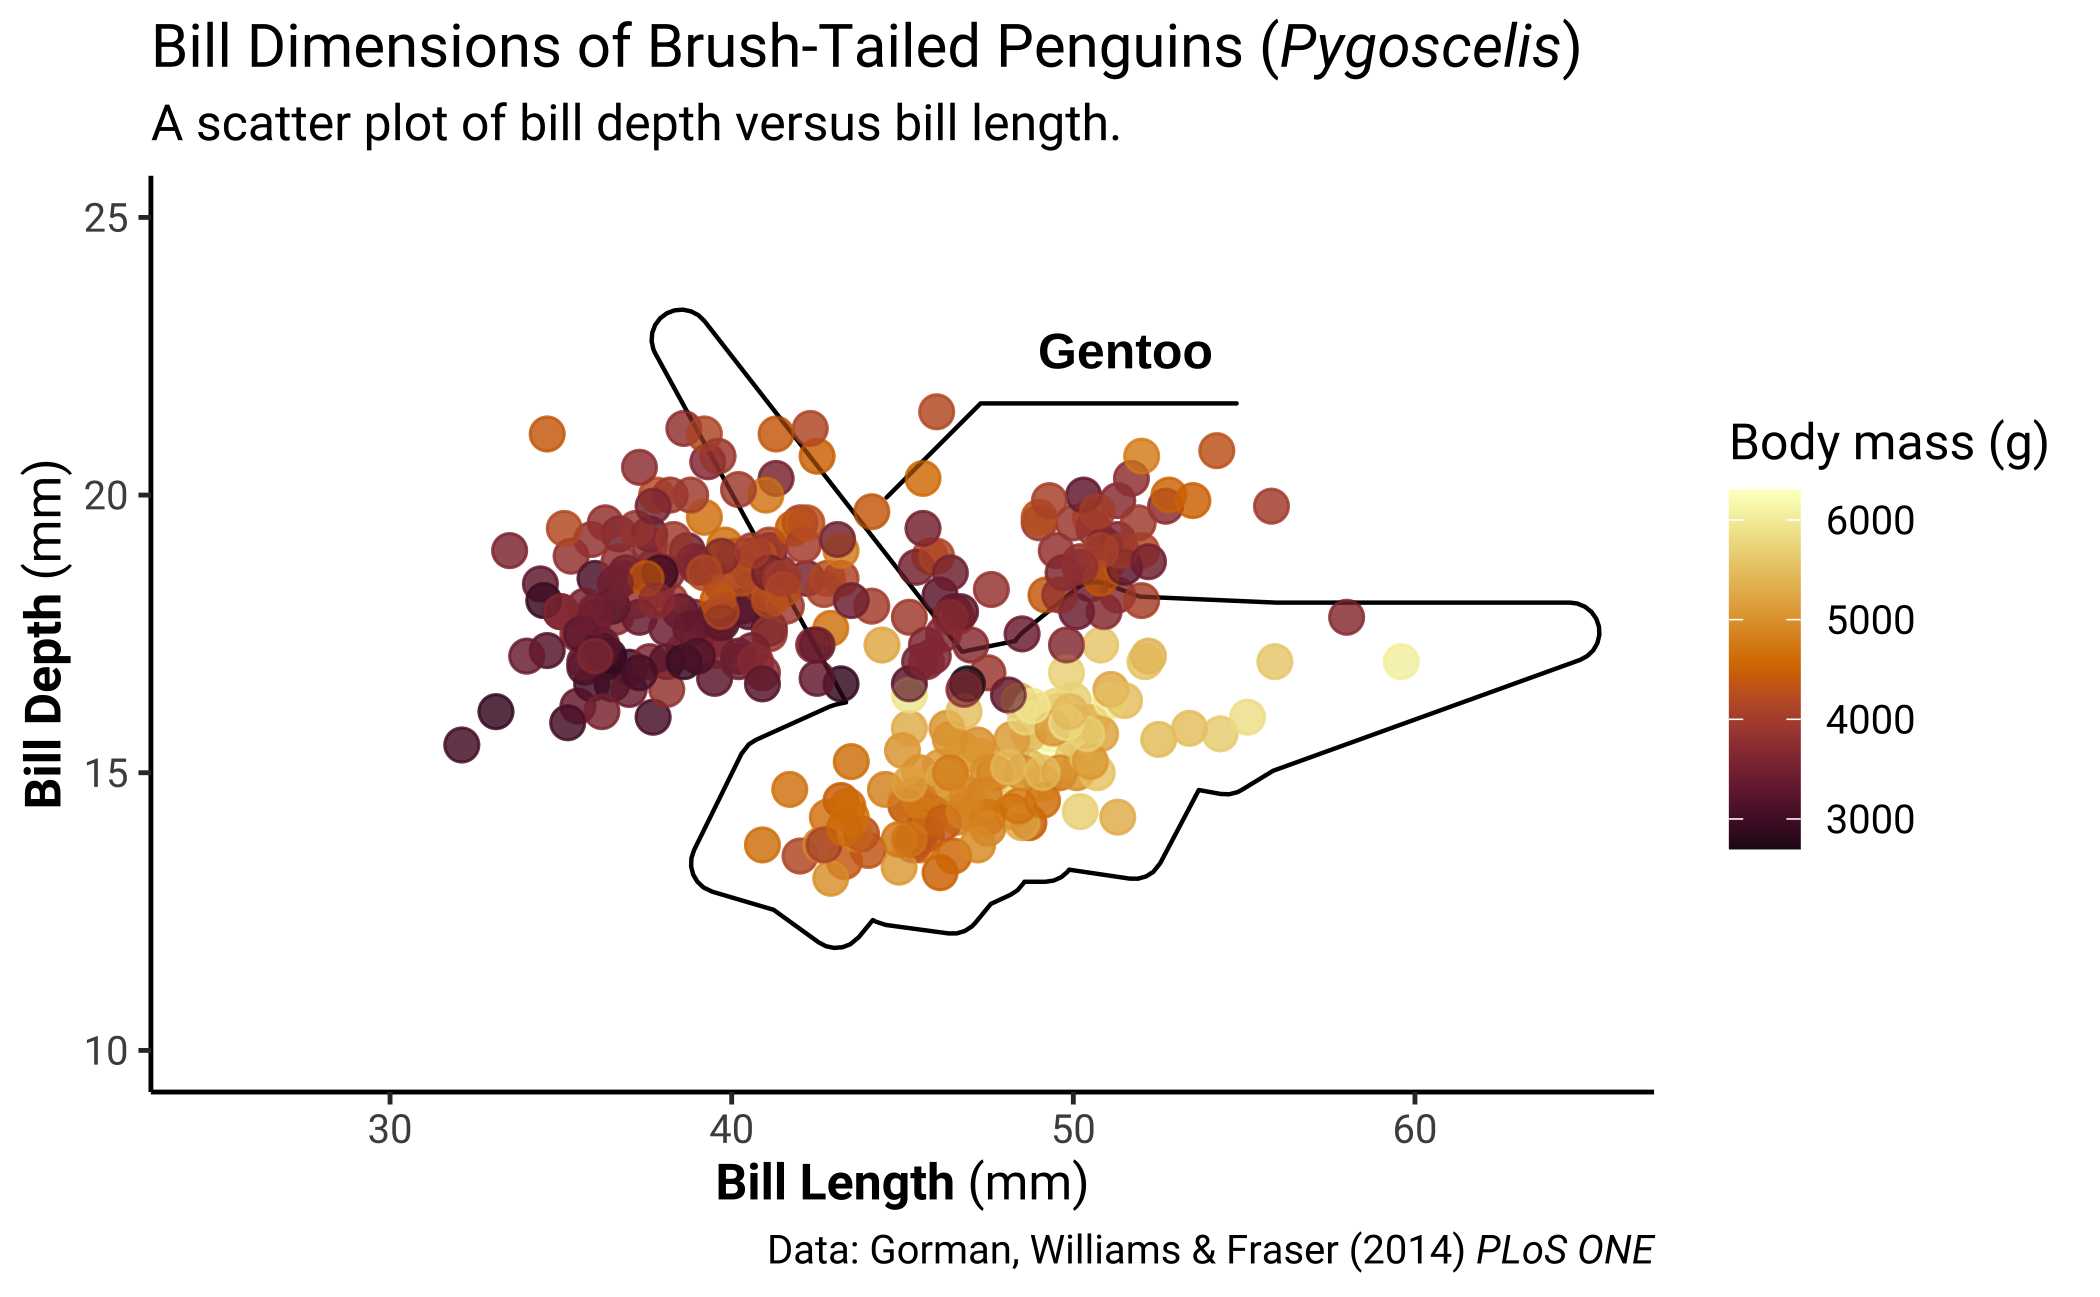 Bill Dimensions of Brush-Tailed Penguins (Pygoscelis)
A scatter plot of bill depth versus bill length.
Bill Depth (mm)
25
20
15
10
Gentoo
Body mass (g)
6000
5000
4000
3000
30 40 50 60
Bill Length (mm)
Data: Gorman, Williams & Fraser (2014) PLoS ONE